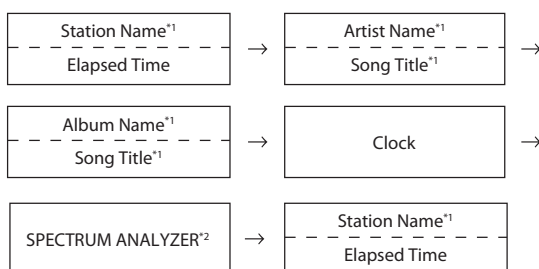 Station Name*1
Elapsed Time
Artist Name*1
Song Title*1
Album Name*1
Song Title*1
Clock
SPECTRUM ANALYZER*2
Station Name*1
Elapsed Time